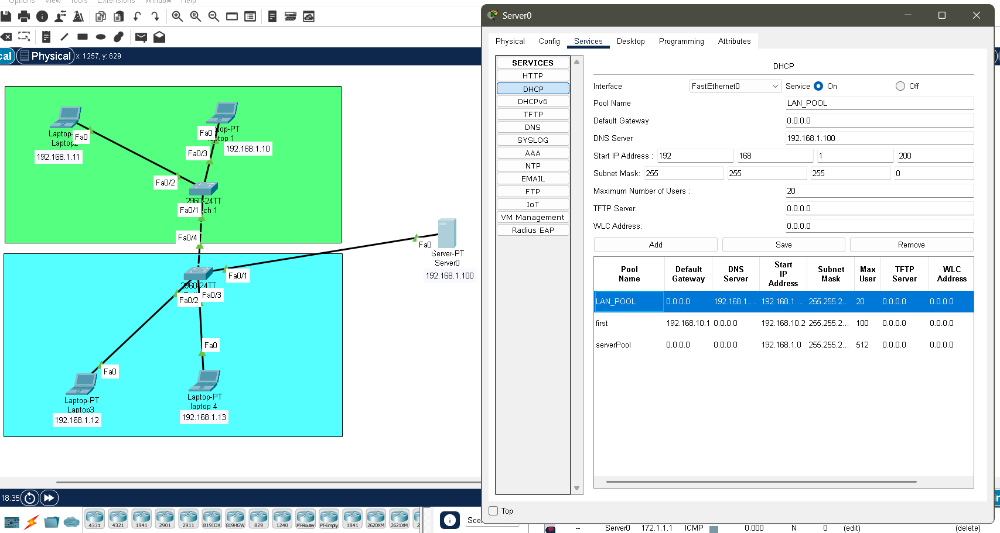 Options View Tools Extensions Window Help
Physical x: 1257, y: 629
Laptop-
Laptop2
Fa0
192.168.1.11
Fa0
top-PT
laptop 1
192.168.1.10
Fa0/3
Fa0/2
2960-24TT
Fa0/1
ch 1
Fa0/4
Fa0
Server-PT
Server0
192.168.1.100
Fa0/1
2960-24TT
Fa0/3
Fa0/2
Fa0
Fa0
Laptop-PT
Laptop3
192.168.1.12
Laptop-PT
laptop 4
192.168.1.13
18:35
4331 4321 1941 2901 2911 819IOX 819HGW 829 1240 PT-Router PT-Empty 1841 2620XM 2621XM
Server0
Physical Config Services Desktop Programming Attributes
SERVICES
HTTP
DHCP
DHCPv6
TFTP
DNS
SYSLOG
AAA
NTP
EMAIL
FTP
IoT
VM Management
Radius EAP
DHCP
Interface FastEthernet0 Service On Off
Pool Name LAN_POOL
Default Gateway 0.0.0.0
DNS Server 192.168.1.100
Start IP Address : 192 168 1 200
Subnet Mask: 255 255 255 0
Maximum Number of Users : 20
TFTP Server: 0.0.0.0
WLC Address: 0.0.0.0
Add Save Remove
Pool Name Default Gateway DNS Server Start IP Address Subnet Mask Max User TFTP Server WLC Address
LAN_POOL 0.0.0.0 192.168.1.... 192.168.1.... 255.255.2... 20 0.0.0.0 0.0.0.0
first 192.168.10.1 0.0.0.0 192.168.10.2 255.255.2... 100 0.0.0.0 0.0.0.0
serverPool 0.0.0.0 0.0.0.0 192.168.1.0 255.255.2... 512 0.0.0.0 0.0.0.0
Top
-- Server0 172.1.1.1 ICMP 0.000 N 0 (edit) (delete)